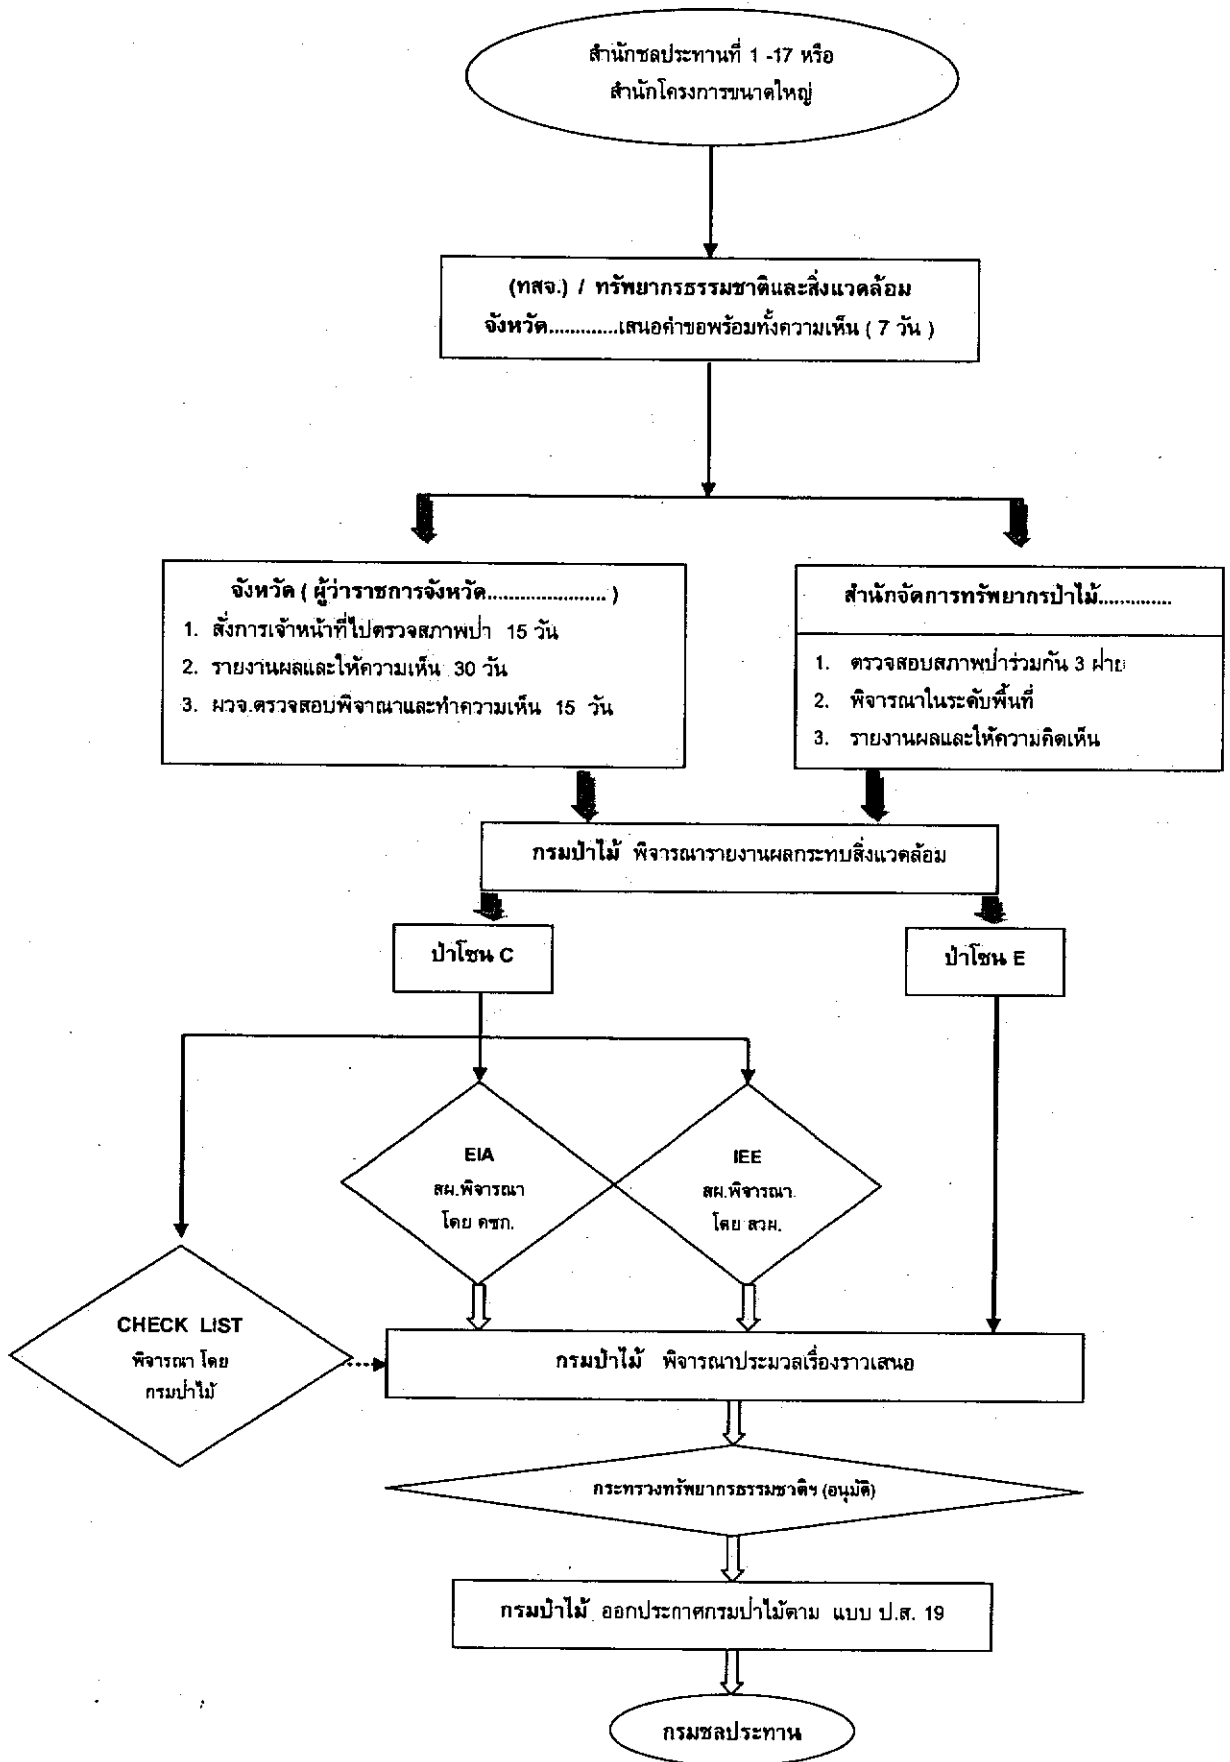 สำนักชลประทานที่ 1 -17 หรือ
สำนักโครงการขนาดใหญ่
(ทสจ.) / ทรัพยากรธรรมชาติและสิ่งแวดล้อม
จังหวัด.............เสนอคำขอพร้อมทั้งความเห็น ( 7 วัน )
จังหวัด ( ผู้ว่าราชการจังหวัด...................... )
1. สั่งการเจ้าหน้าที่ไปตรวจสภาพป่า 15 วัน
2. รายงานผลและให้ความเห็น 30 วัน
3. ผวจ.ตรวจสอบพิจาณาและทำความเห็น 15 วัน
สำนักจัดการทรัพยากรป่าไม้..............
1. ตรวจสอบสภาพป่าร่วมกัน 3 ฝ่าย
2. พิจารณาในระดับพื้นที่
3. รายงานผลและให้ความคิดเห็น
กรมป่าไม้ พิจารณารายงานผลกระทบสิ่งแวดล้อม
ป่าโซน C
ป่าโซน E
EIA
สผ.พิจารณา
โดย คชก.
IEE
สผ.พิจารณา
โดย สวผ.
CHECK LIST
พิจารณา โดย
กรมป่าไม้
กรมป่าไม้ พิจารณาประมวลเรื่องราวเสนอ
กระทรวงทรัพยากรธรรมชาติฯ (อนุมัติ)
กรมป่าไม้ ออกประกาศกรมป่าไม้ตาม แบบ ป.ส. 19
กรมชลประทาน